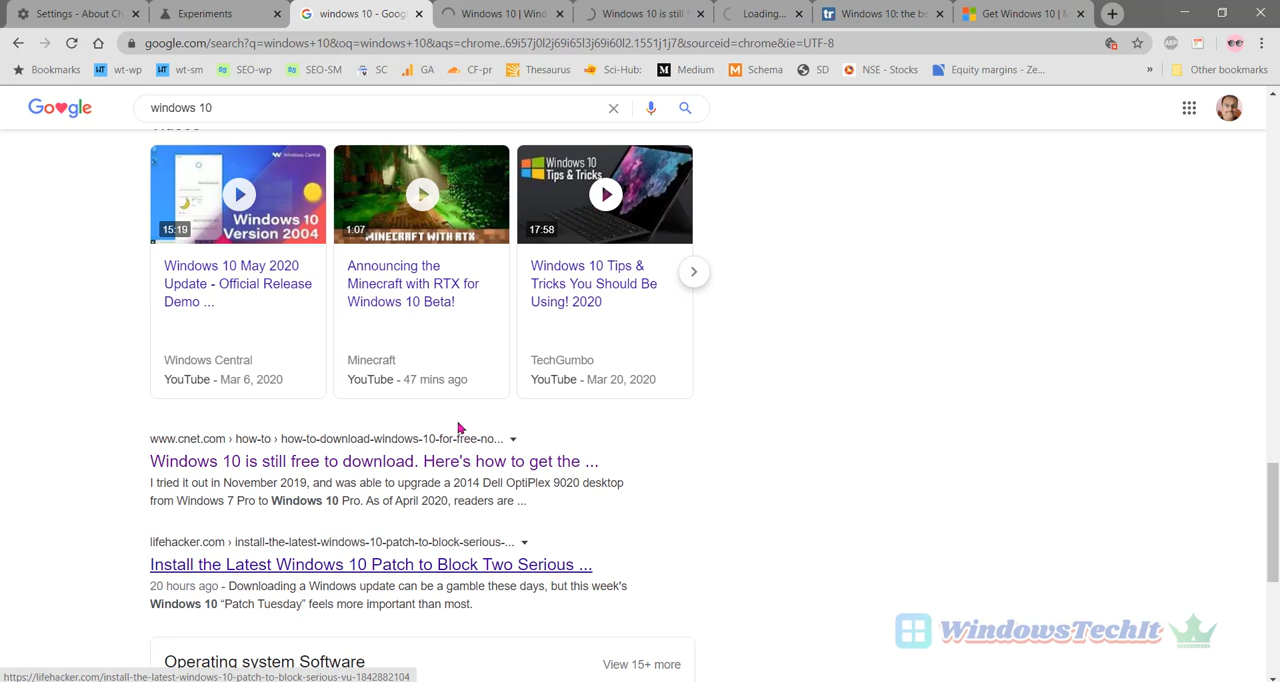 Settings - About Ch
Experiments
windows 10 - Goog
Windows 10 | Wind
Windows 10 is still
Loading...
Windows 10: the be
Get Windows 10 | M
google.com/search?q=windows+10&oq=windows+10&aqs=chrome..69i57j0l2j69i65l3j69i60l2.1551j1j7&sourceid=chrome&ie=UTF-8
Bookmarks
wt-wp
wt-sm
SEO-wp
SEO-SM
SC
GA
CF-pr
Thesaurus
Sci-Hub:
Medium
Schema
SD
NSE - Stocks
Equity margins - Ze...
»
Other bookmarks
Google
windows 10
Videos
Windows Central
Windows 10
Version 2004
15:19
MINECRAFT WITH RTX
1:07
Windows 10
Tips & Tricks
17:58
Windows 10 May 2020
Update - Official Release
Demo ...
Windows Central
YouTube - Mar 6, 2020
Announcing the
Minecraft with RTX for
Windows 10 Beta!
Minecraft
YouTube - 47 mins ago
Windows 10 Tips &
Tricks You Should Be
Using! 2020
TechGumbo
YouTube - Mar 20, 2020
www.cnet.com › how-to › how-to-download-windows-10-for-free-no...
Windows 10 is still free to download. Here's how to get the ...
I tried it out in November 2019, and was able to upgrade a 2014 Dell OptiPlex 9020 desktop
from Windows 7 Pro to Windows 10 Pro. As of April 2020, readers are ...
lifehacker.com › install-the-latest-windows-10-patch-to-block-serious-...
Install the Latest Windows 10 Patch to Block Two Serious ...
20 hours ago - Downloading a Windows update can be a gamble these days, but this week's
Windows 10 “Patch Tuesday” feels more important than most.
WindowsTechIt
Operating system Software
View 15+ more
https://lifehacker.com/install-the-latest-windows-10-patch-to-block-serious-vu-1842882104